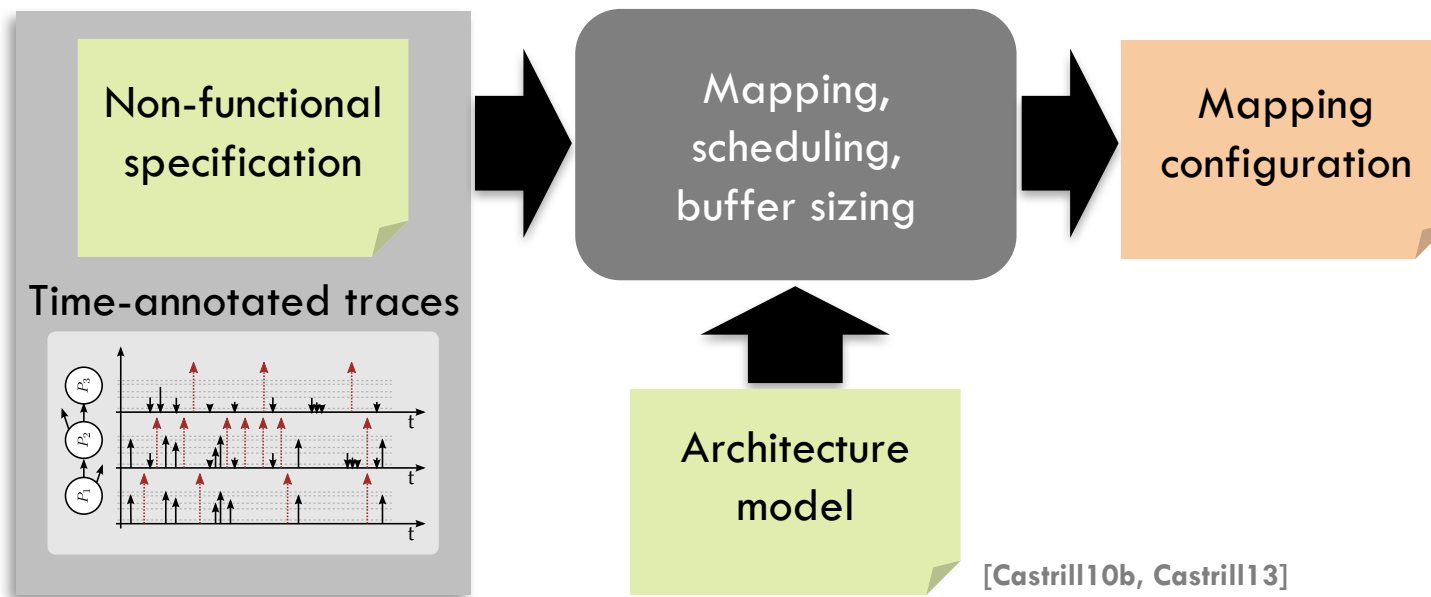 Non-functional
specification
Mapping,
scheduling,
buffer sizing
Mapping
configuration
Time-annotated traces
P3
t
P2
t
P1
t
Architecture
model
[Castrill10b, Castrill13]